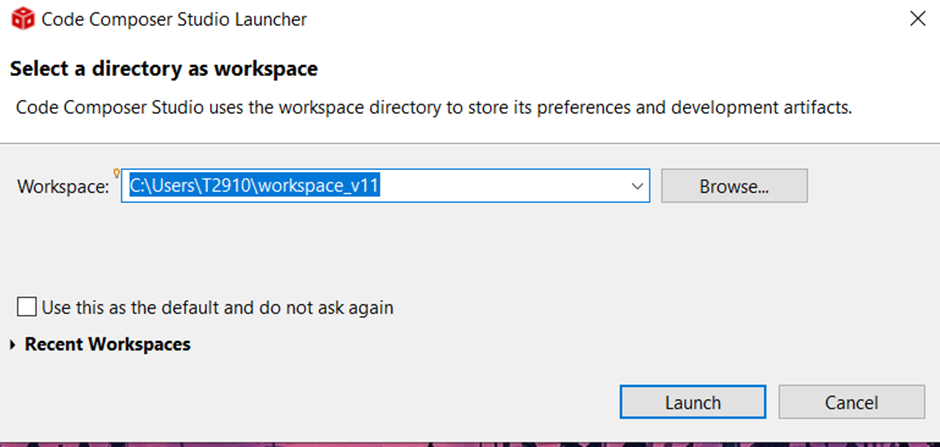 Code Composer Studio Launcher
Select a directory as workspace
Code Composer Studio uses the workspace directory to store its preferences and development artifacts.
Workspace: C:\Users\T2910\workspace_v11 Browse...
Use this as the default and do not ask again
Recent Workspaces
Launch Cancel